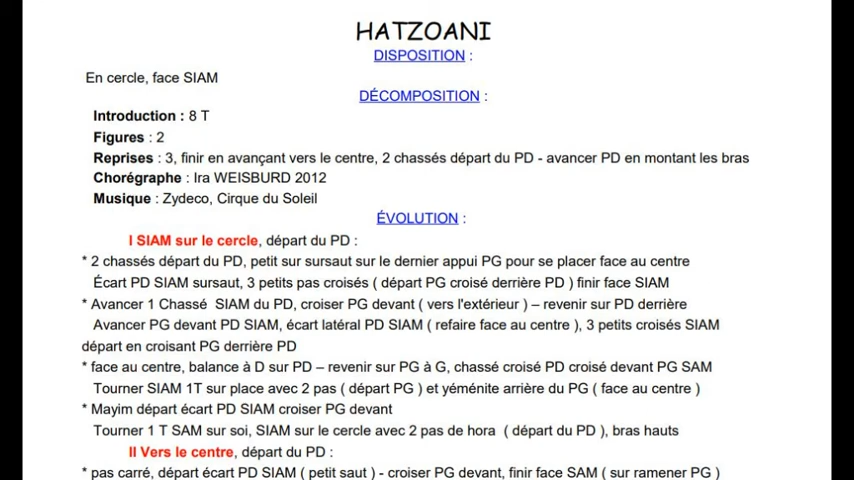 HATZOANI
DISPOSITION :
En cercle, face SIAM
DÉCOMPOSITION :
Introduction : 8 T
Figures : 2
Reprises : 3, finir en avançant vers le centre, 2 chassés départ du PD - avancer PD en montant les bras
Chorégraphe : Ira WEISBURD 2012
Musique : Zydeco, Cirque du Soleil
ÉVOLUTION :
I SIAM sur le cercle, départ du PD :
* 2 chassés départ du PD, petit sur sursaut sur le dernier appui PG pour se placer face au centre
Écart PD SIAM sursaut, 3 petits pas croisés ( départ PG croisé derrière PD ) finir face SIAM
* Avancer 1 Chassé SIAM du PD, croiser PG devant ( vers l'extérieur ) – revenir sur PD derrière
Avancer PG devant PD SIAM, écart latéral PD SIAM ( refaire face au centre ), 3 petits croisés SIAM
départ en croisant PG derrière PD
* face au centre, balance à D sur PD – revenir sur PG à G, chassé croisé PD croisé devant PG SAM
Tourner SIAM 1T sur place avec 2 pas ( départ PG ) et yéménite arrière du PG ( face au centre )
* Mayim départ écart PD SIAM croiser PG devant
Tourner 1 T SAM sur soi, SIAM sur le cercle avec 2 pas de hora ( départ du PD ), bras hauts
II Vers le centre, départ du PD :
* pas carré, départ écart PD SIAM ( petit saut ) - croiser PG devant, finir face SAM ( sur ramener PG )